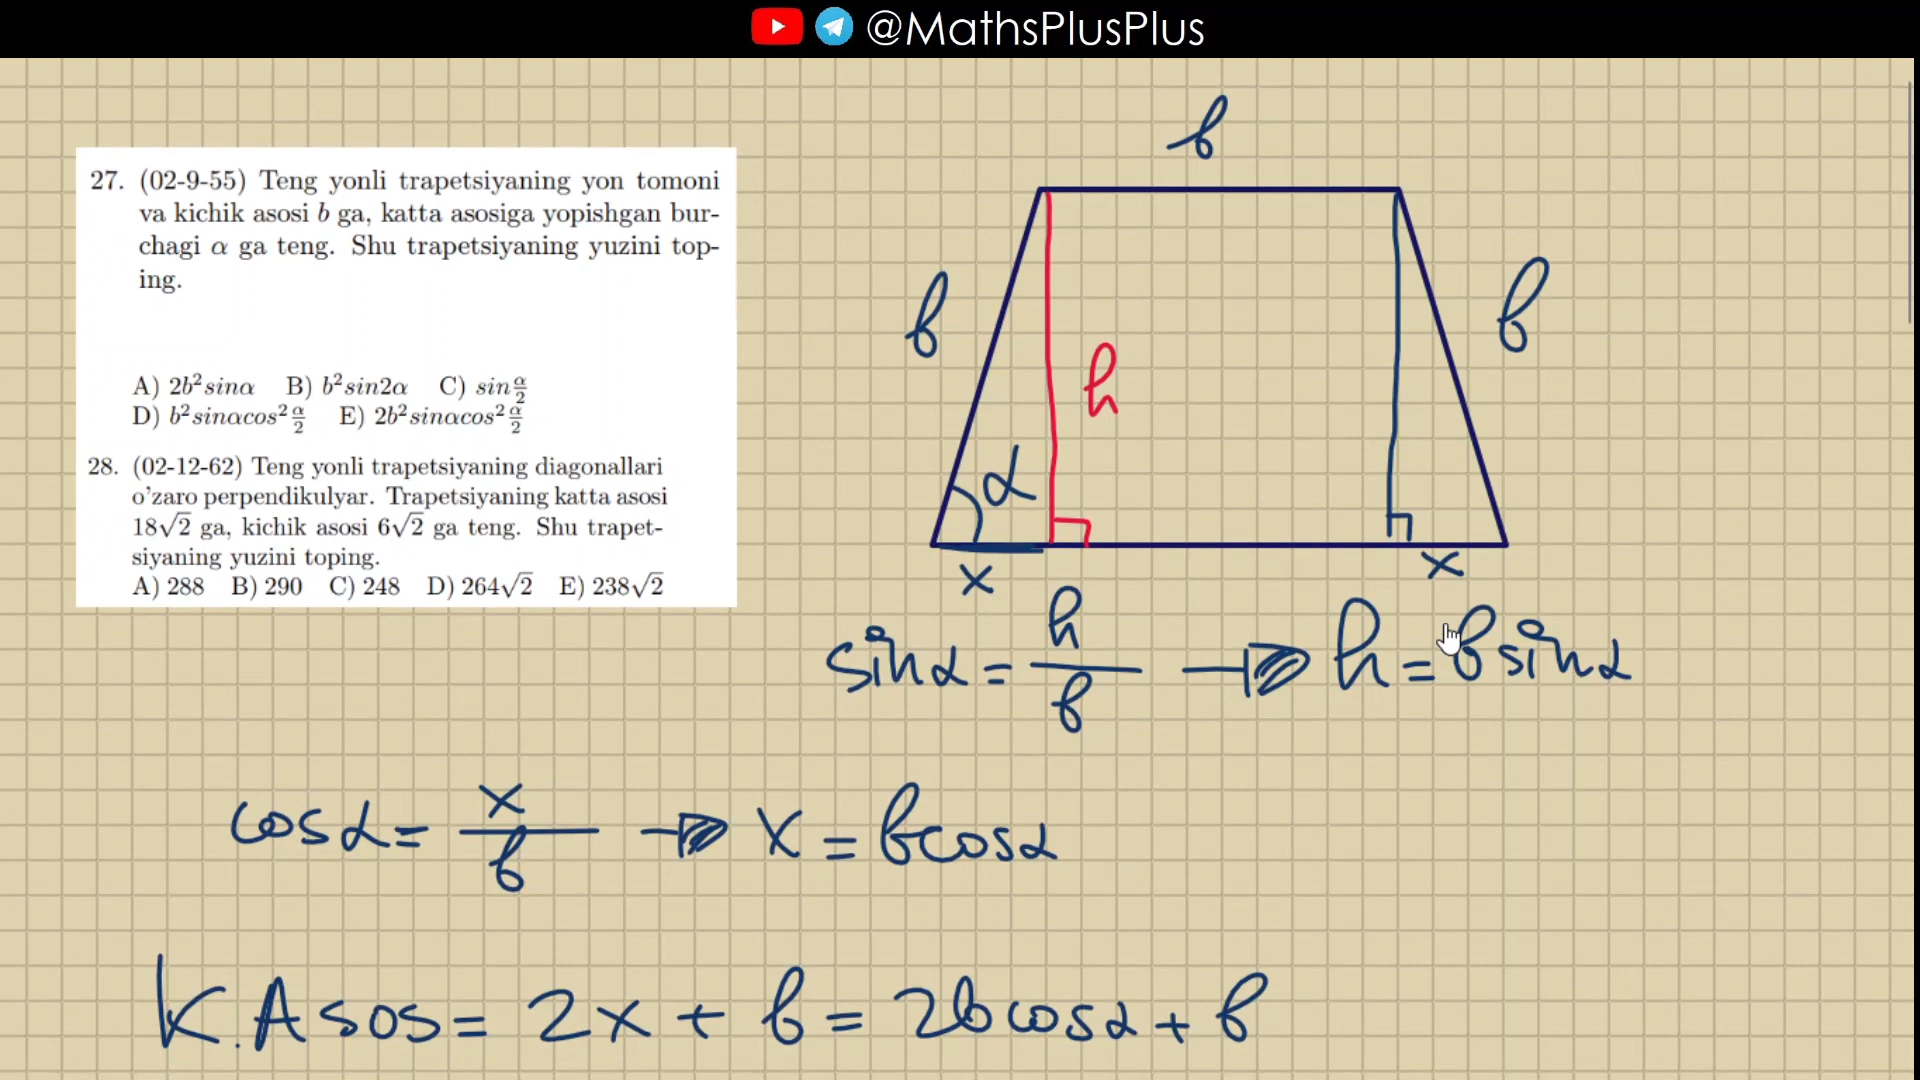 @MathsPlusPlus
27. (02-9-55) Teng yonli trapetsiyaning yon tomoni
va kichik asosi b ga, katta asosiga yopishgan bur-
chagi α ga teng. Shu trapetsiyaning yuzini top-
ing.
A) 2b²sinα B) b²sin2α C) sin α/2
D) b²sinαcos² α/2 E) 2b²sinαcos² α/2
28. (02-12-62) Teng yonli trapetsiyaning diagonallari
o'zaro perpendikulyar. Trapetsiyaning katta asosi
18√2 ga, kichik asosi 6√2 ga teng. Shu trapet-
siyaning yuzini toping.
A) 288 B) 290 C) 248 D) 264√2 E) 238√2
b
b
b
h
α
x
x
sinα = h/b → h = b sinα
cosα = x/b → x = b cosα
K.Asos = 2x + b = 2b cosα + b